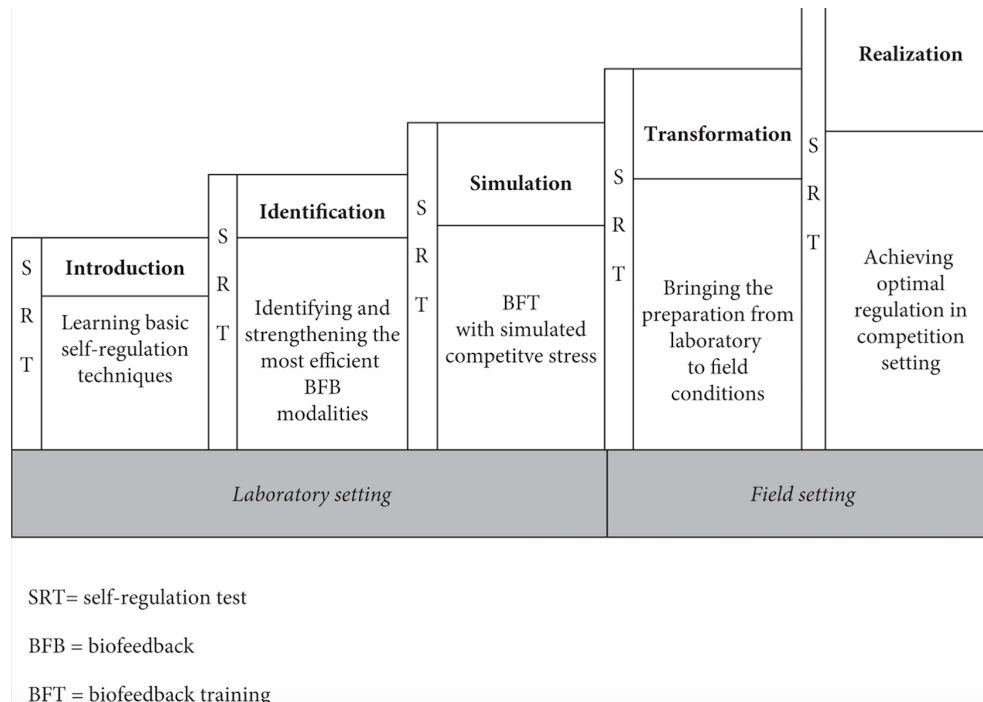 S
R
T
Introduction
Learning basic
self-regulation
techniques
S
R
T
Identification
Identifying and
strengthening the
most efficient
BFB
modalities
S
R
T
Simulation
BFT
with simulated
competitve stress
S
R
T
Transformation
Bringing the
preparation from
laboratory
to field
conditions
S
R
T
Realization
Achieving
optimal
regulation in
competition
setting
Laboratory setting
Field setting
SRT= self-regulation test
BFB = biofeedback
BFT = biofeedback training